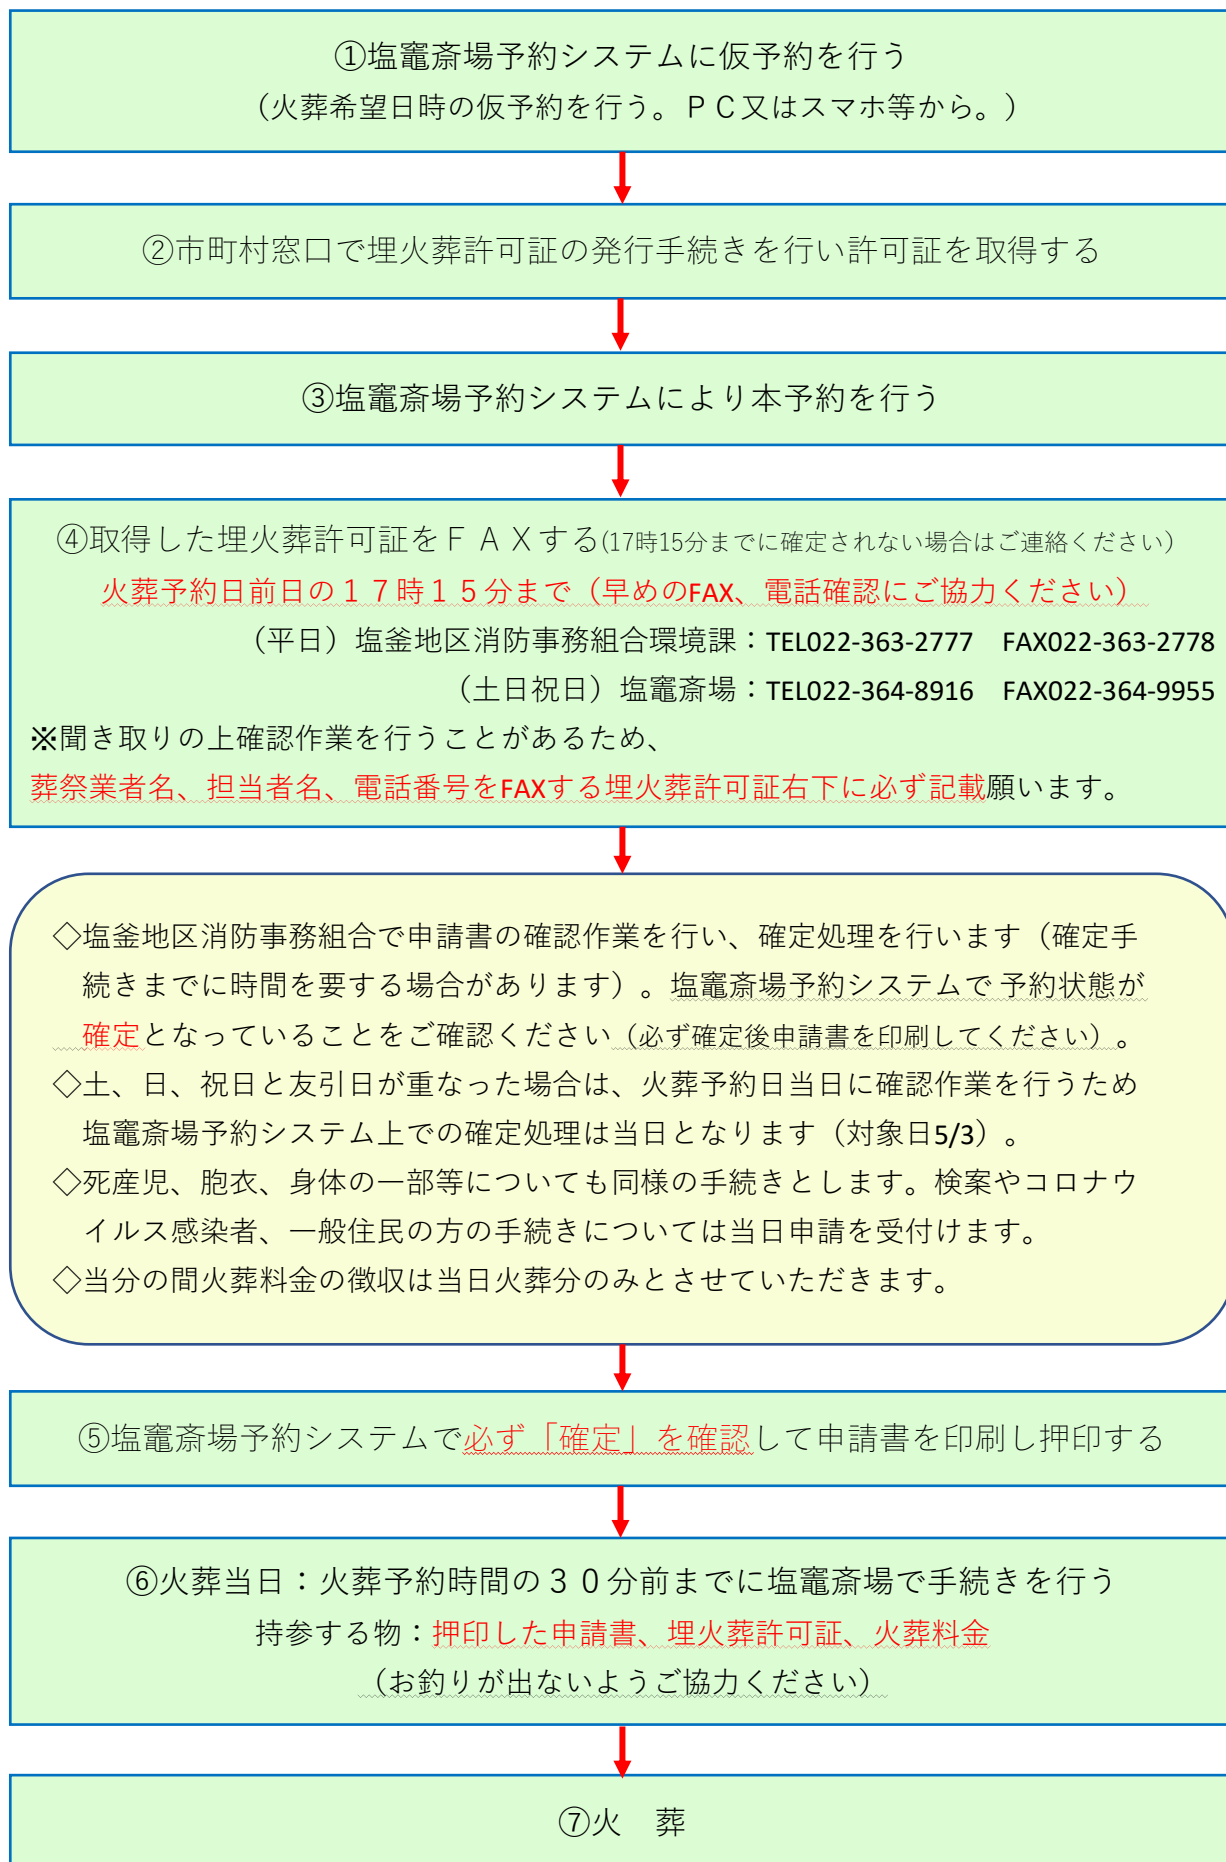 ①塩竈斎場予約システムに仮予約を行う
（火葬希望日時の仮予約を行う。ＰＣ又はスマホ等から。）
②市町村窓口で埋火葬許可証の発行手続きを行い許可証を取得する
③塩竈斎場予約システムにより本予約を行う
④取得した埋火葬許可証をＦＡＸする(17時15分までに確定されない場合はご連絡ください）
火葬予約日前日の１７時１５分まで（早めのFAX、電話確認にご協力ください）
（平日）塩釜地区消防事務組合環境課：TEL022-363-2777　FAX022-363-2778
（土日祝日）塩竈斎場：TEL022-364-8916　FAX022-364-9955
※聞き取りの上確認作業を行うことがあるため、
葬祭業者名、担当者名、電話番号をFAXする埋火葬許可証右下に必ず記載願います。
◇塩釜地区消防事務組合で申請書の確認作業を行い、確定処理を行います（確定手
続きまでに時間を要する場合があります）。塩竈斎場予約システムで 予約状態が
確定となっていることをご確認ください（必ず確定後申請書を印刷してください）。
◇土、日、祝日と友引日が重なった場合は、火葬予約日当日に確認作業を行うため
塩竈斎場予約システム上での確定処理は当日となります（対象日5/3）。
◇死産児、胞衣、身体の一部等についても同様の手続きとします。検案やコロナウ
イルス感染者、一般住民の方の手続きについては当日申請を受付けます。
◇当分の間火葬料金の徴収は当日火葬分のみとさせていただきます。
⑤塩竈斎場予約システムで必ず「確定」を確認して申請書を印刷し押印する
⑥火葬当日：火葬予約時間の３０分前までに塩竈斎場で手続きを行う
持参する物：押印した申請書、埋火葬許可証、火葬料金
（お釣りが出ないようご協力ください）
⑦火　葬